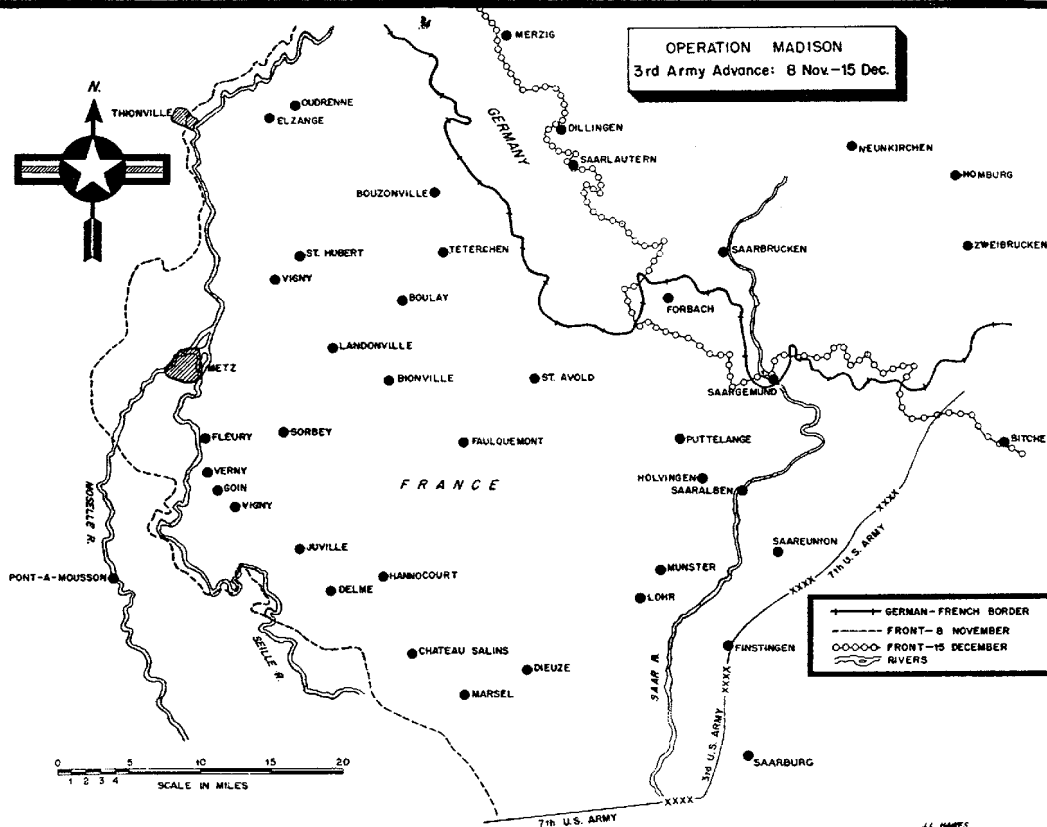 OPERATION MADISON
3rd Army Advance: 8 Nov.-15 Dec.
N.
MERZIG
THIONVILLE
OUDRENNE
ELZANGE
GERMANY
DILLINGEN
SAARLAUTERN
NEUNKIRCHEN
HOMBURG
BOUZONVILLE
ST. HUBERT
TETERCHEN
SAARBRUCKEN
ZWEIBRUCKEN
VIGNY
BOULAY
FORBACH
LANDONVILLE
METZ
BIONVILLE
ST. AVOLD
SAARGEMUND
FLEURY
SORBEY
FAULQUEMONT
PUTTELANGE
BITCHE
VERNY
GOIN
VIGNY
FRANCE
HOLVINGEN
SAARALBEN
MOSELLE R.
JUVILLE
SAAREUNION
7th U.S. ARMY
XXXX
XXXX
PONT-A-MOUSSON
DELME
HANNOCOURT
MUNSTER
LOHR
GERMAN-FRENCH BORDER
FRONT-8 NOVEMBER
FRONT-15 DECEMBER
RIVERS
SEILLE R.
CHATEAU SALINS
DIEUZE
MARSEL
SAAR R.
FINSTINGEN
XXXX
3rd U.S. ARMY
SAARBURG
0 5 10 15 20
1 2 3 4
SCALE IN MILES
XXXX
7th U.S. ARMY